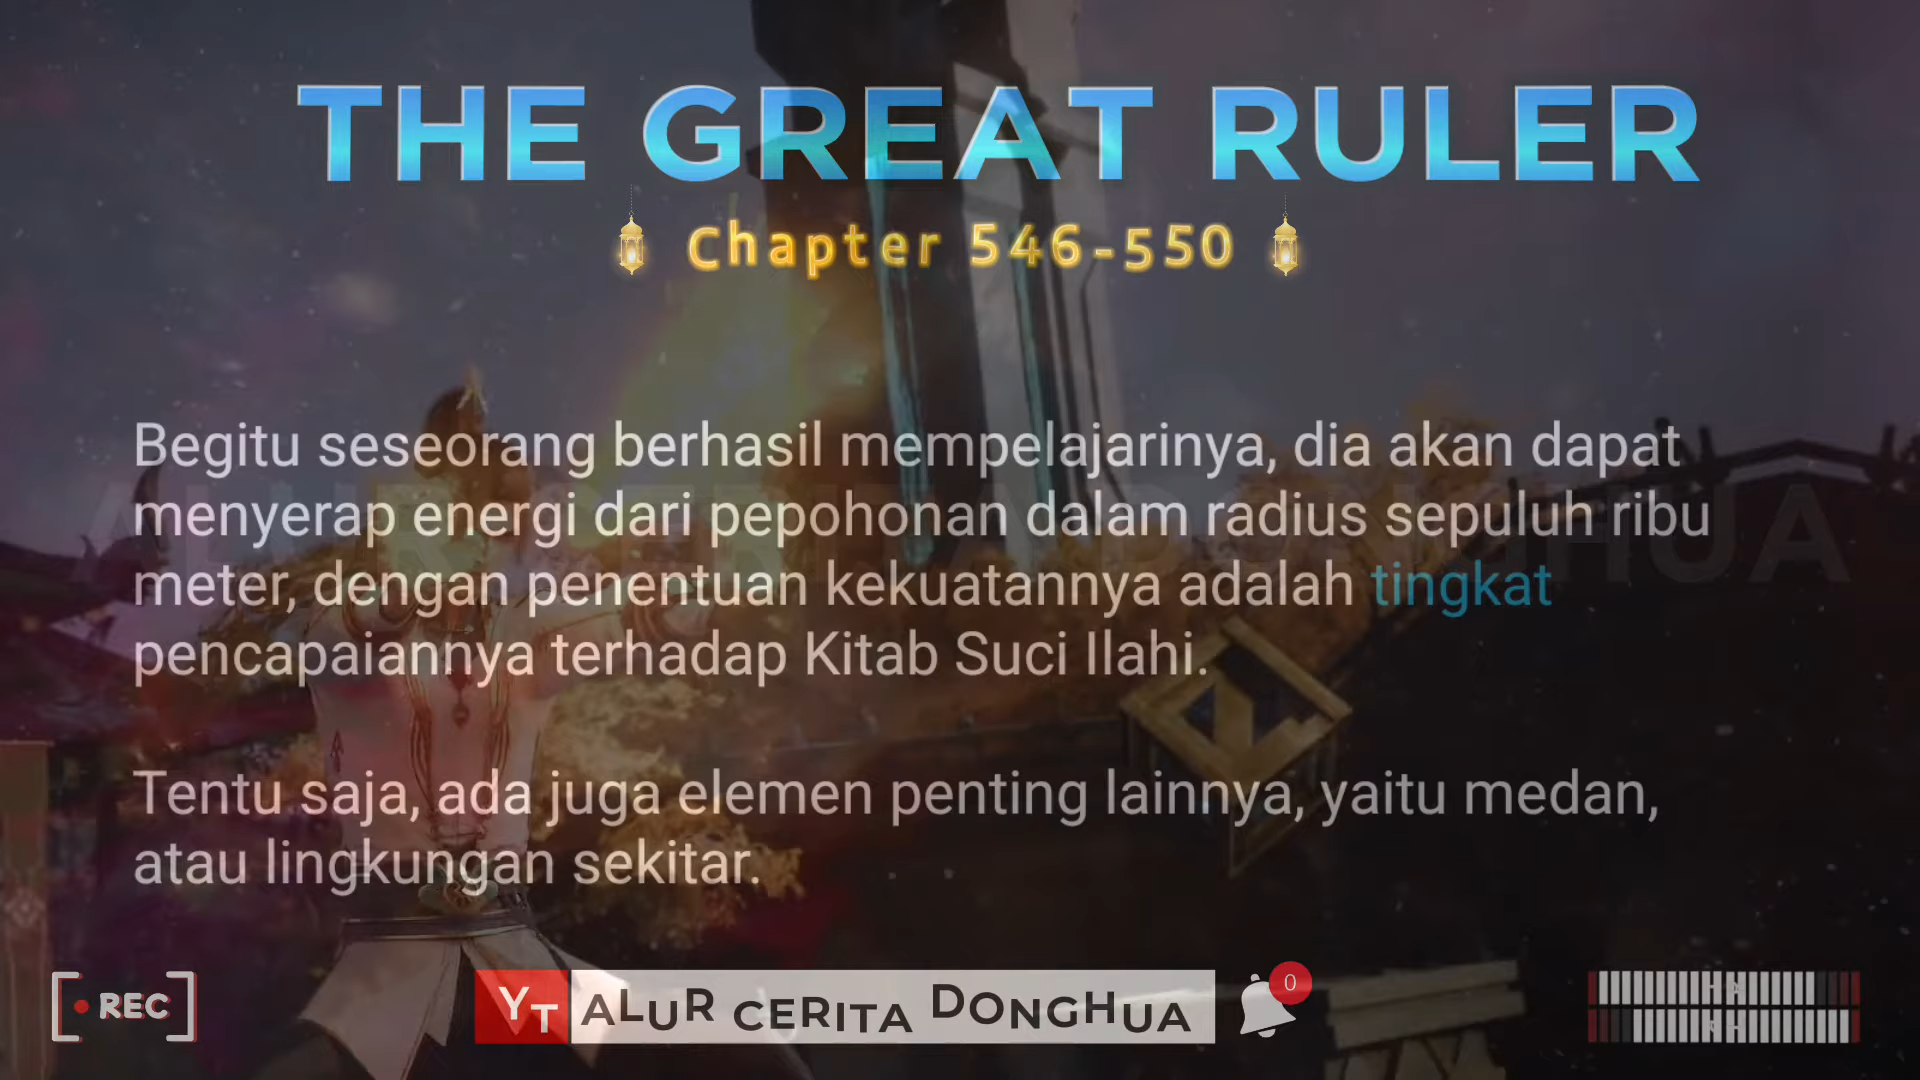 THE GREAT RULER
Chapter 546-550
Begitu seseorang berhasil mempelajarinya, dia akan dapat
menyerap energi dari pepohonan dalam radius sepuluh ribu
meter, dengan penentuan kekuatannya adalah tingkat
pencapaiannya terhadap Kitab Suci Ilahi.
Tentu saja, ada juga elemen penting lainnya, yaitu medan,
atau lingkungan sekitar.
REC
YT ALUR CERITA DONGHUA
0